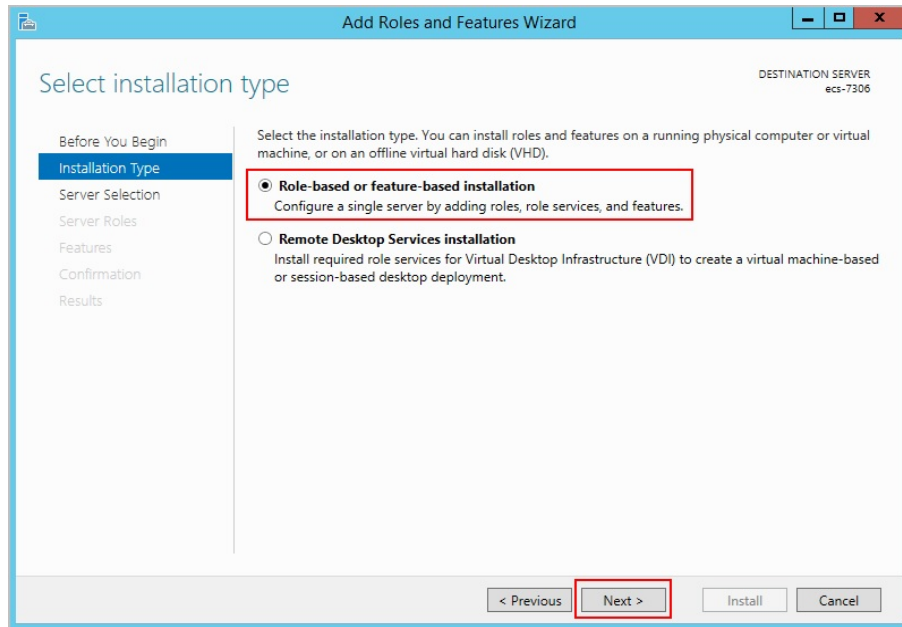 Add Roles and Features Wizard
Select installation type
DESTINATION SERVER
ecs-7306
Before You Begin
Installation Type
Server Selection
Server Roles
Features
Confirmation
Results
Select the installation type. You can install roles and features on a running physical computer or virtual
machine, or on an offline virtual hard disk (VHD).
Role-based or feature-based installation
Configure a single server by adding roles, role services, and features.
Remote Desktop Services installation
Install required role services for Virtual Desktop Infrastructure (VDI) to create a virtual machine-based
or session-based desktop deployment.
< Previous
Next >
Install
Cancel